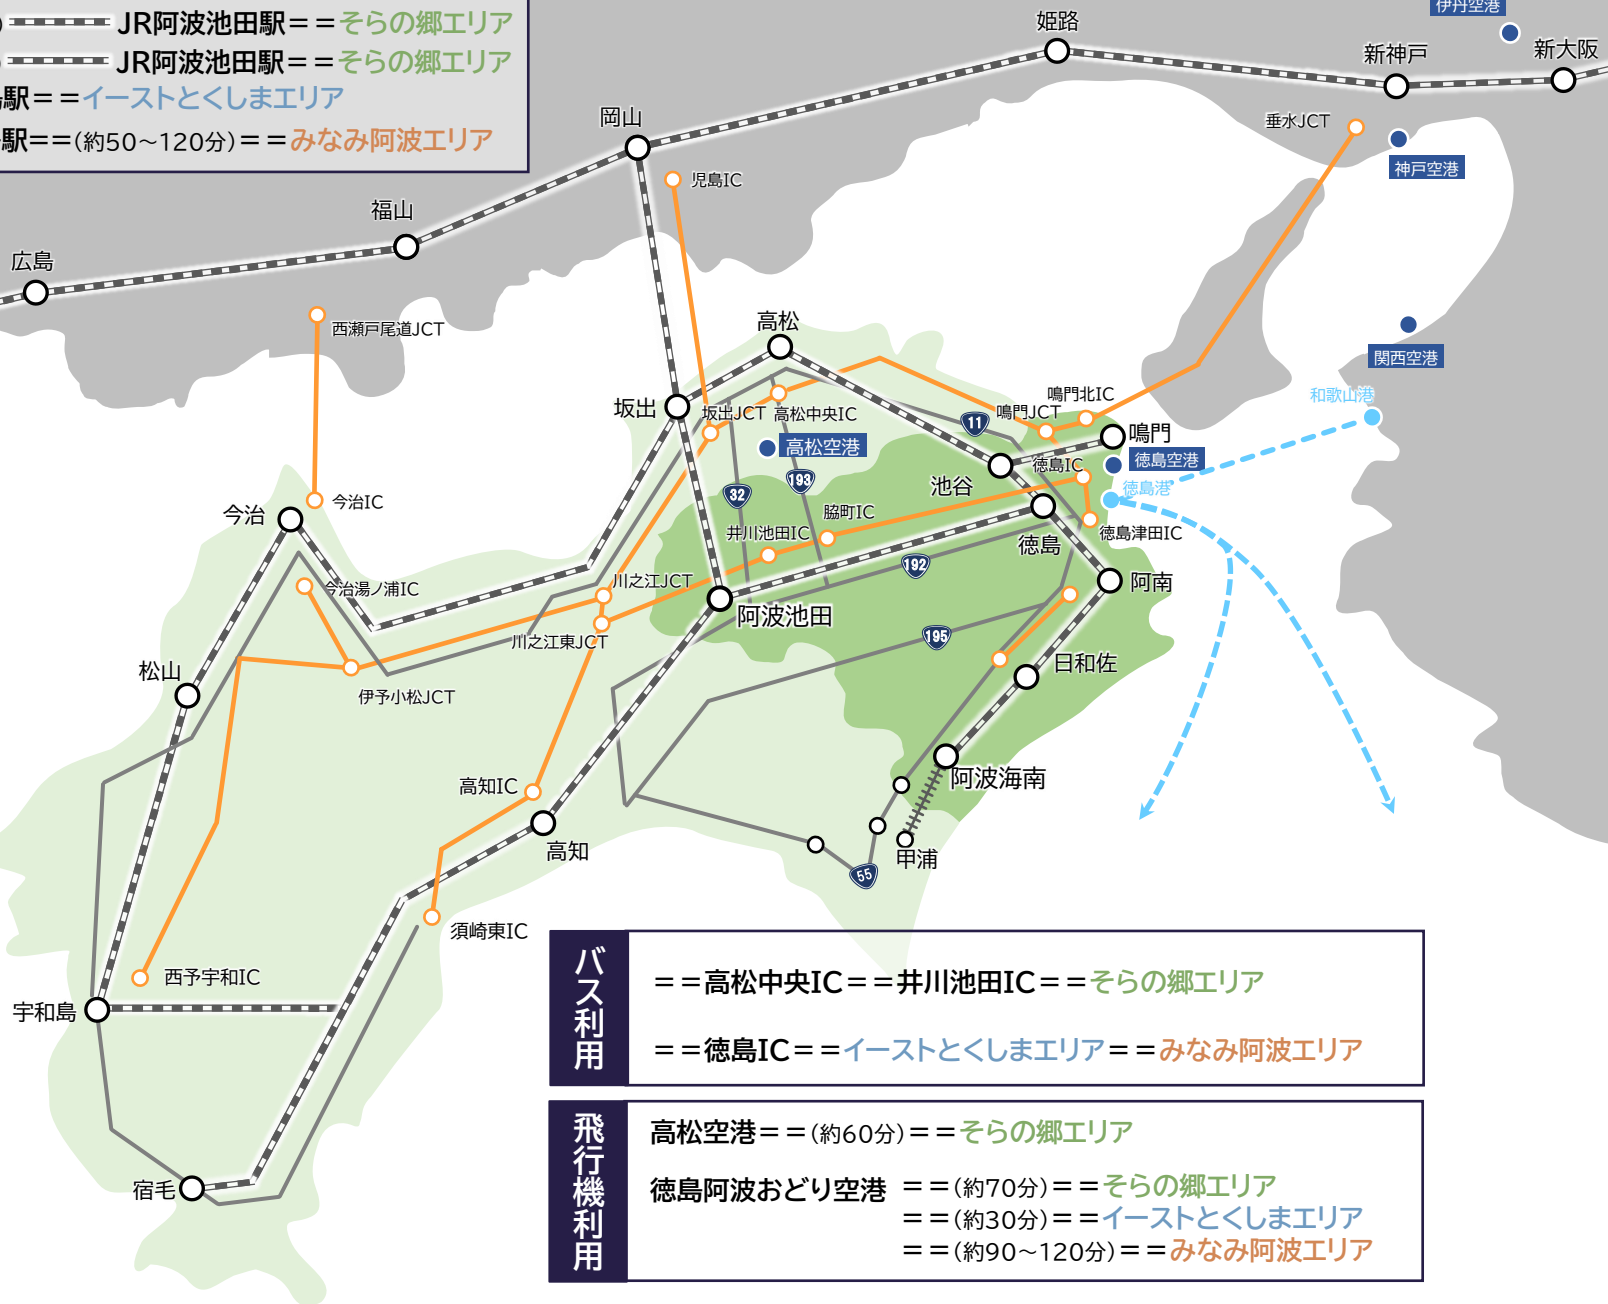 JR阿波池田駅==そらの郷エリア
JR阿波池田駅==そらの郷エリア
駅==イーストとくしまエリア
駅==(約50〜120分)==みなみ阿波エリア
伊丹空港
姫路
新神戸
新大阪
岡山
垂水JCT
神戸空港
児島IC
福山
広島
西瀬戸尾道JCT
高松
関西空港
和歌山港
鳴門北IC
坂出
坂出JCT
高松中央IC
11
鳴門JCT
鳴門
高松空港
徳島空港
徳島IC
池谷
193
32
徳島港
今治IC
今治
脇町IC
井川池田IC
徳島津田IC
徳島
192
川之江JCT
今治湯ノ浦IC
阿南
阿波池田
195
川之江東JCT
日和佐
松山
伊予小松JCT
高知IC
阿波海南
高知
甲浦
55
須崎東IC
西予宇和IC
宇和島
宿毛
バス利用
==高松中央IC==井川池田IC==そらの郷エリア
==徳島IC==イーストとくしまエリア==みなみ阿波エリア
飛行機利用
高松空港==(約60分)==そらの郷エリア
徳島阿波おどり空港 ==(約70分)==そらの郷エリア
==(約30分)==イーストとくしまエリア
==(約90〜120分)==みなみ阿波エリア